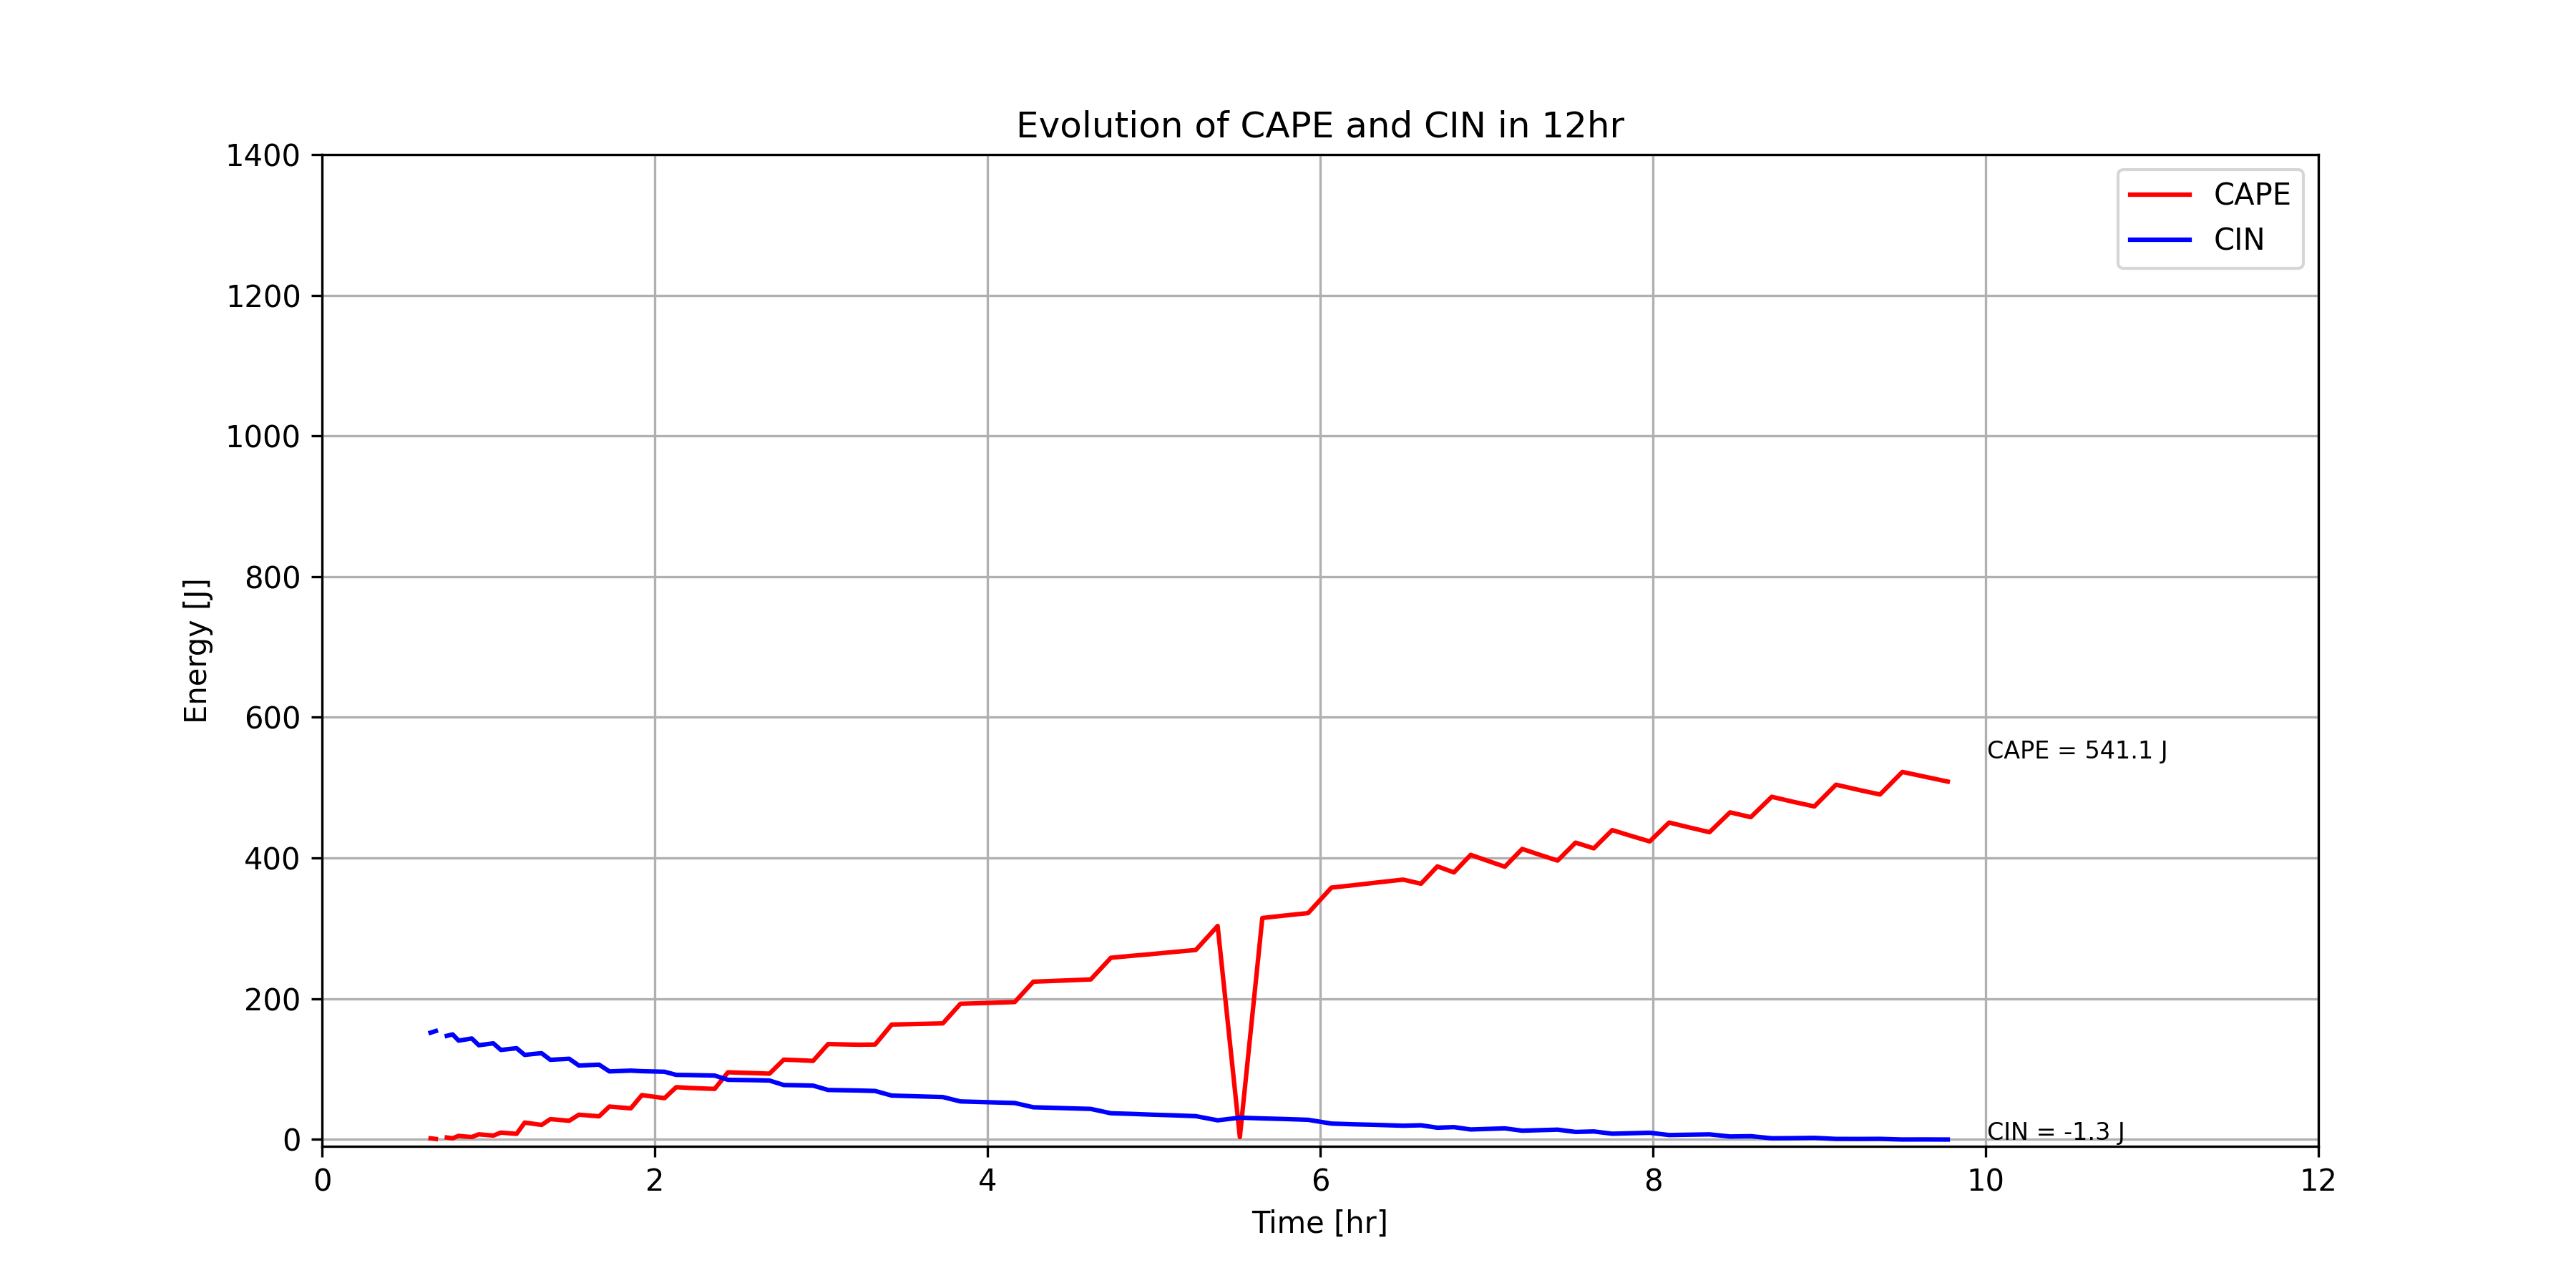 Evolution of CAPE and CIN in 12hr
1400
1200
1000
800
600
400
200
0
Energy [J]
CAPE
CIN
CAPE = 541.1 J
CIN = -1.3 J
0 2 4 6 8 10 12
Time [hr]